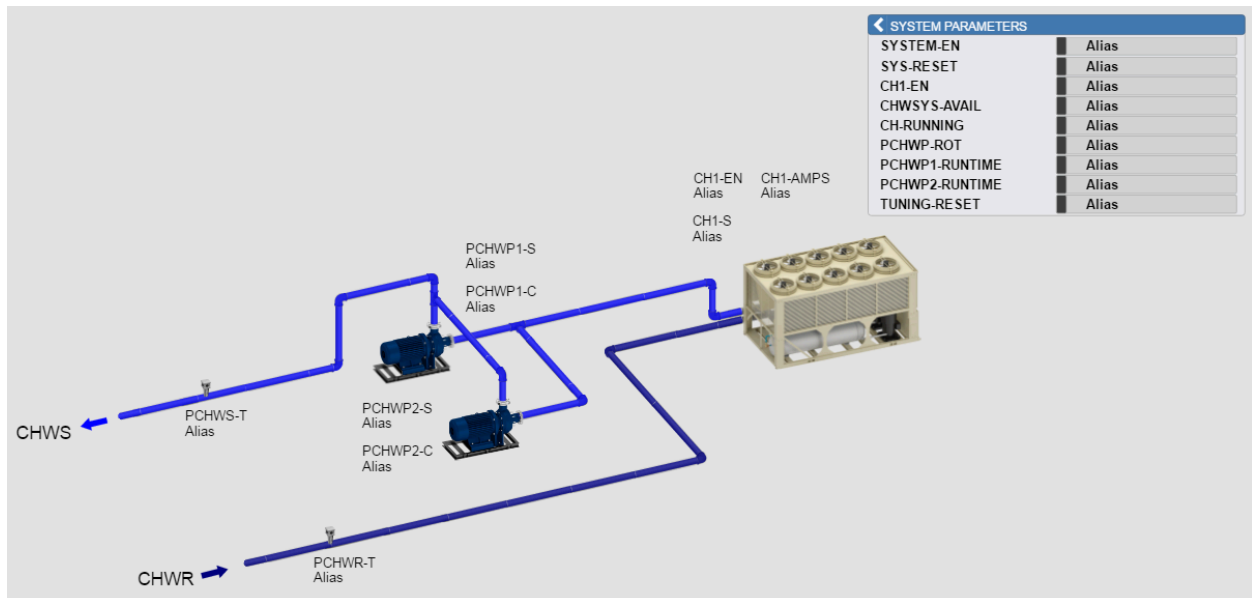 SYSTEM PARAMETERS
SYSTEM-EN Alias
SYS-RESET Alias
CH1-EN Alias
CHWSYS-AVAIL Alias
CH-RUNNING Alias
PCHWP-ROT Alias
PCHWP1-RUNTIME Alias
PCHWP2-RUNTIME Alias
TUNING-RESET Alias
CH1-EN CH1-AMPS
Alias Alias
CH1-S
Alias
PCHWP1-S
Alias
PCHWP1-C
Alias
PCHWS-T
Alias
CHWS
PCHWP2-S
Alias
PCHWP2-C
Alias
PCHWR-T
Alias
CHWR